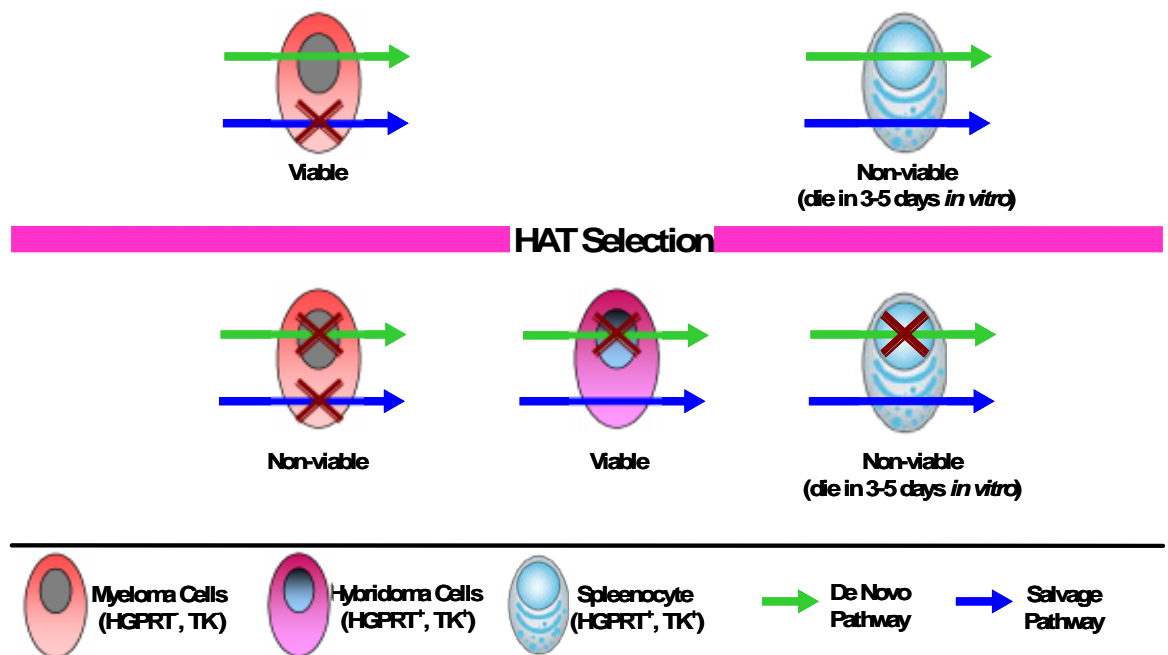 Viable
Non-viable
(die in 3-5 days in vitro)
HAT Selection
Non-viable
Viable
Non-viable
(die in 3-5 days in vitro)
Myeloma Cells
(HGPRT⁻, TK)
Hybridoma Cells
(HGPRT⁺, TK⁺)
Spleenocyte
(HGPRT⁺, TK⁺)
De Novo
Pathway
Salvage
Pathway